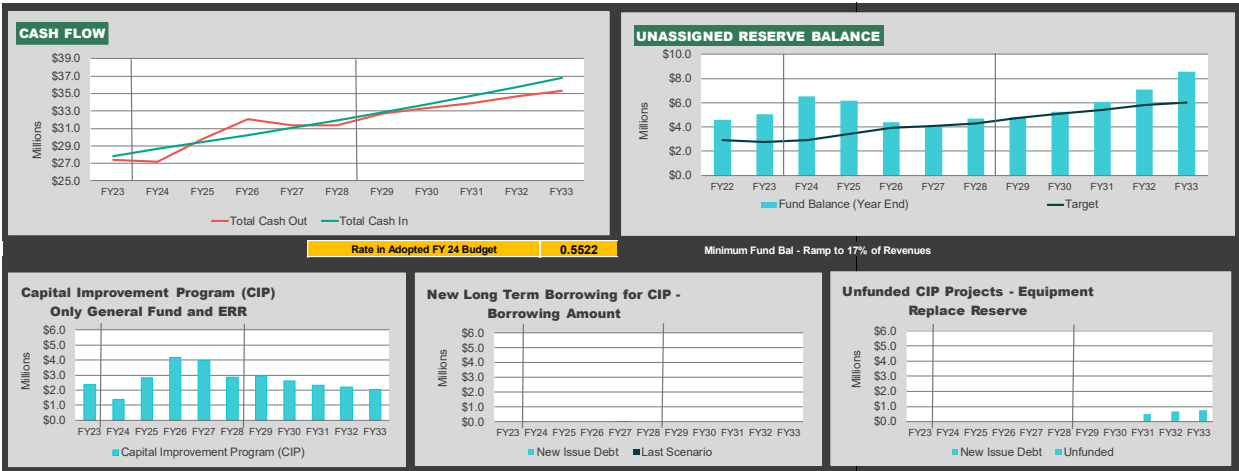 CASH FLOW
$39.0
$37.0
$35.0
$33.0
$31.0
$29.0
$27.0
$25.0
Millions
FY23 FY24 FY25 FY26 FY27 FY28 FY29 FY30 FY31 FY32 FY33
Total Cash Out Total Cash In
UNASSIGNED RESERVE BALANCE
$10.0
$8.0
$6.0
$4.0
$2.0
$0.0
Millions
FY22 FY23 FY24 FY25 FY26 FY27 FY28 FY29 FY30 FY31 FY32 FY33
Fund Balance (Year End) Target
Rate in Adopted FY 24 Budget 0.5522
Minimum Fund Bal - Ramp to 17% of Revenues
Capital Improvement Program (CIP)
Only General Fund and ERR
$6.0
$5.0
$4.0
$3.0
$2.0
$1.0
$0.0
Millions
FY23 FY24 FY25 FY26 FY27 FY28 FY29 FY30 FY31 FY32 FY33
Capital Improvement Program (CIP)
New Long Term Borrowing for CIP -
Borrowing Amount
$6.0
$5.0
$4.0
$3.0
$2.0
$1.0
$0.0
Millions
FY23 FY24 FY25 FY26 FY27 FY28 FY29 FY30 FY31 FY32 FY33
New Issue Debt Last Scenario
Unfunded CIP Projects - Equipment
Replace Reserve
$6.0
$5.0
$4.0
$3.0
$2.0
$1.0
$0.0
Millions
FY23 FY24 FY25 FY26 FY27 FY28 FY29 FY30 FY31 FY32 FY33
New Issue Debt Unfunded